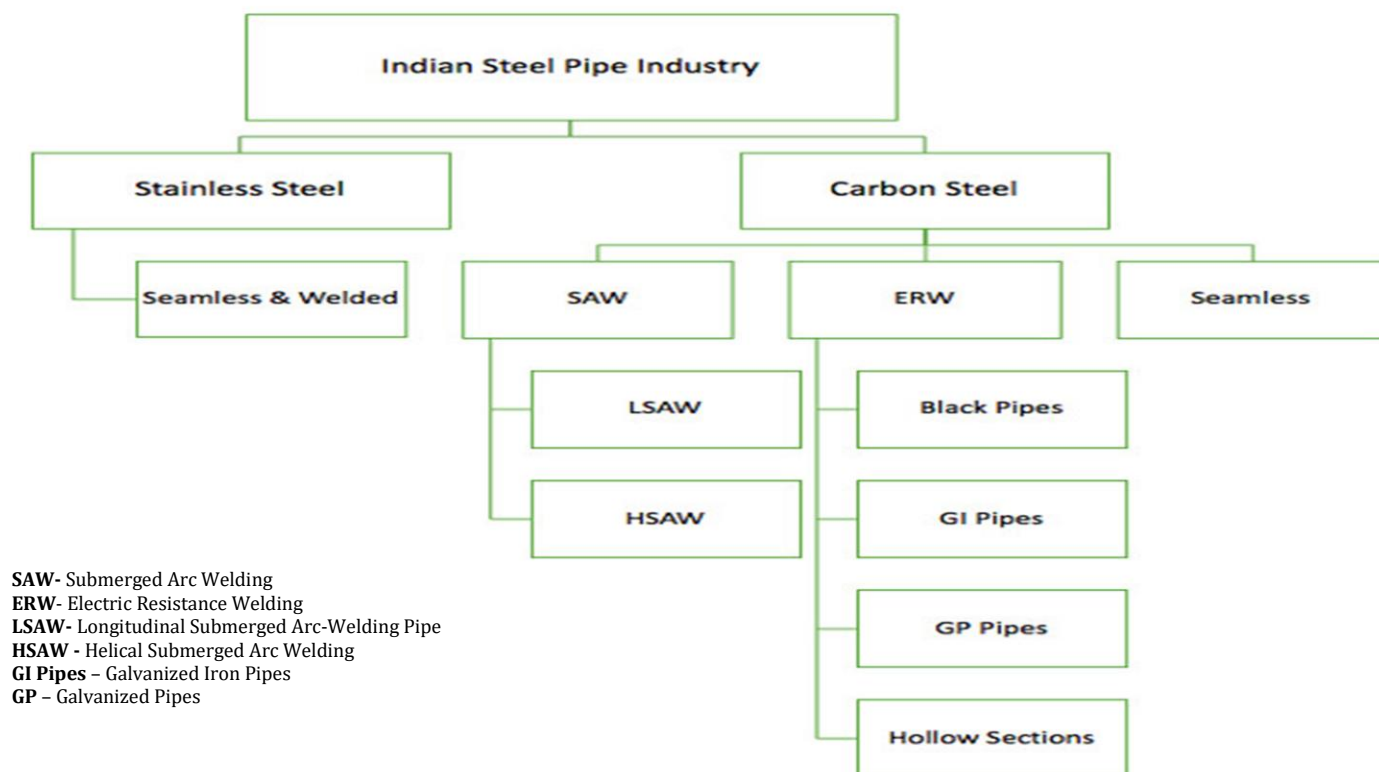 Indian Steel Pipe Industry
Stainless Steel
Carbon Steel
Seamless & Welded
SAW
ERW
Seamless
LSAW
Black Pipes
HSAW
GI Pipes
GP Pipes
Hollow Sections
SAW- Submerged Arc Welding
ERW- Electric Resistance Welding
LSAW- Longitudinal Submerged Arc-Welding Pipe
HSAW - Helical Submerged Arc Welding
GI Pipes – Galvanized Iron Pipes
GP – Galvanized Pipes